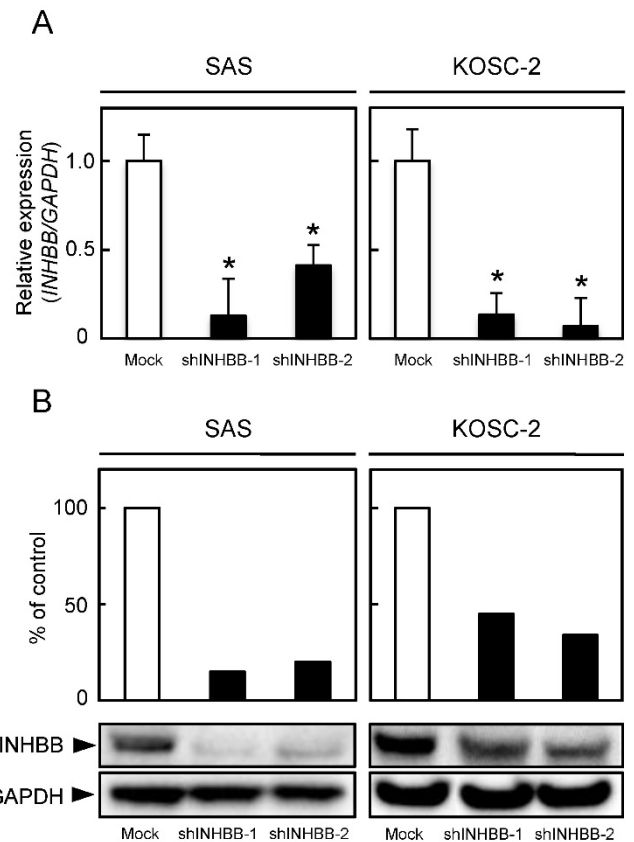 A
SAS KOSC-2
Relative expression
(INHBB/GAPDH)
1.0
0.5
0
* * * *
Mock shINHBB-1 shINHBB-2 Mock shINHBB-1 shINHBB-2
B
SAS KOSC-2
% of control
100
50
0
INHBB
GAPDH
Mock shINHBB-1 shINHBB-2 Mock shINHBB-1 shINHBB-2